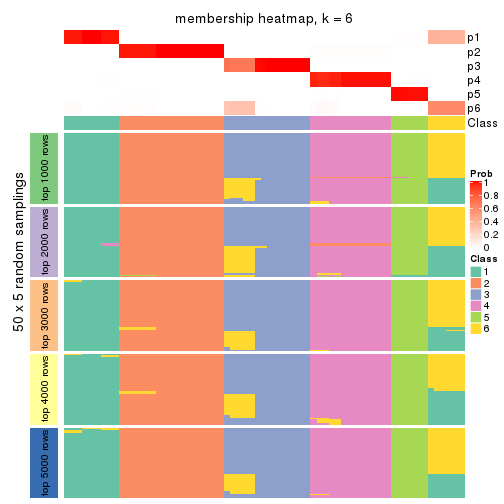 membership heatmap, k = 6
p1
p2
p3
p4
p5
p6
Class
50 x 5 random samplings
top 1000 rows
top 2000 rows
top 3000 rows
top 4000 rows
top 5000 rows
Prob
1
0.8
0.6
0.4
0.2
0
Class
1
2
3
4
5
6